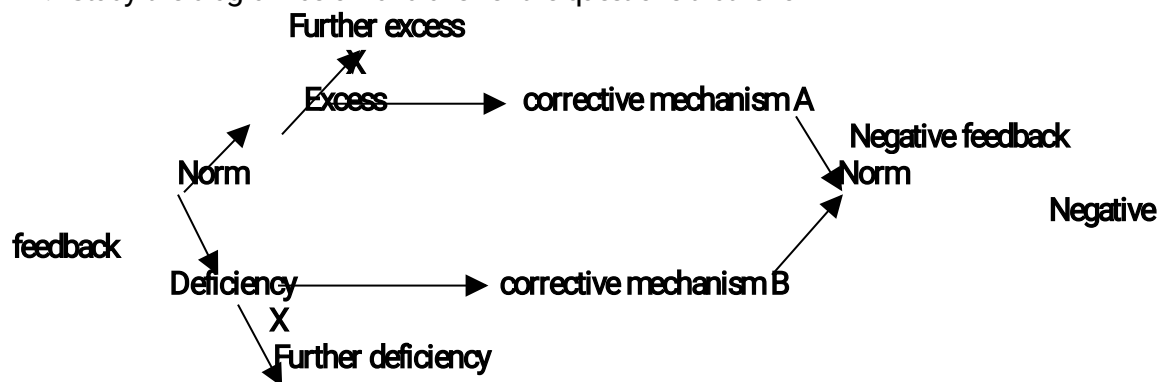 Further excess
X
Excess corrective mechanism A
Negative feedback
Norm Norm
Negative
feedback
Deficiency corrective mechanism B
X
Further deficiency